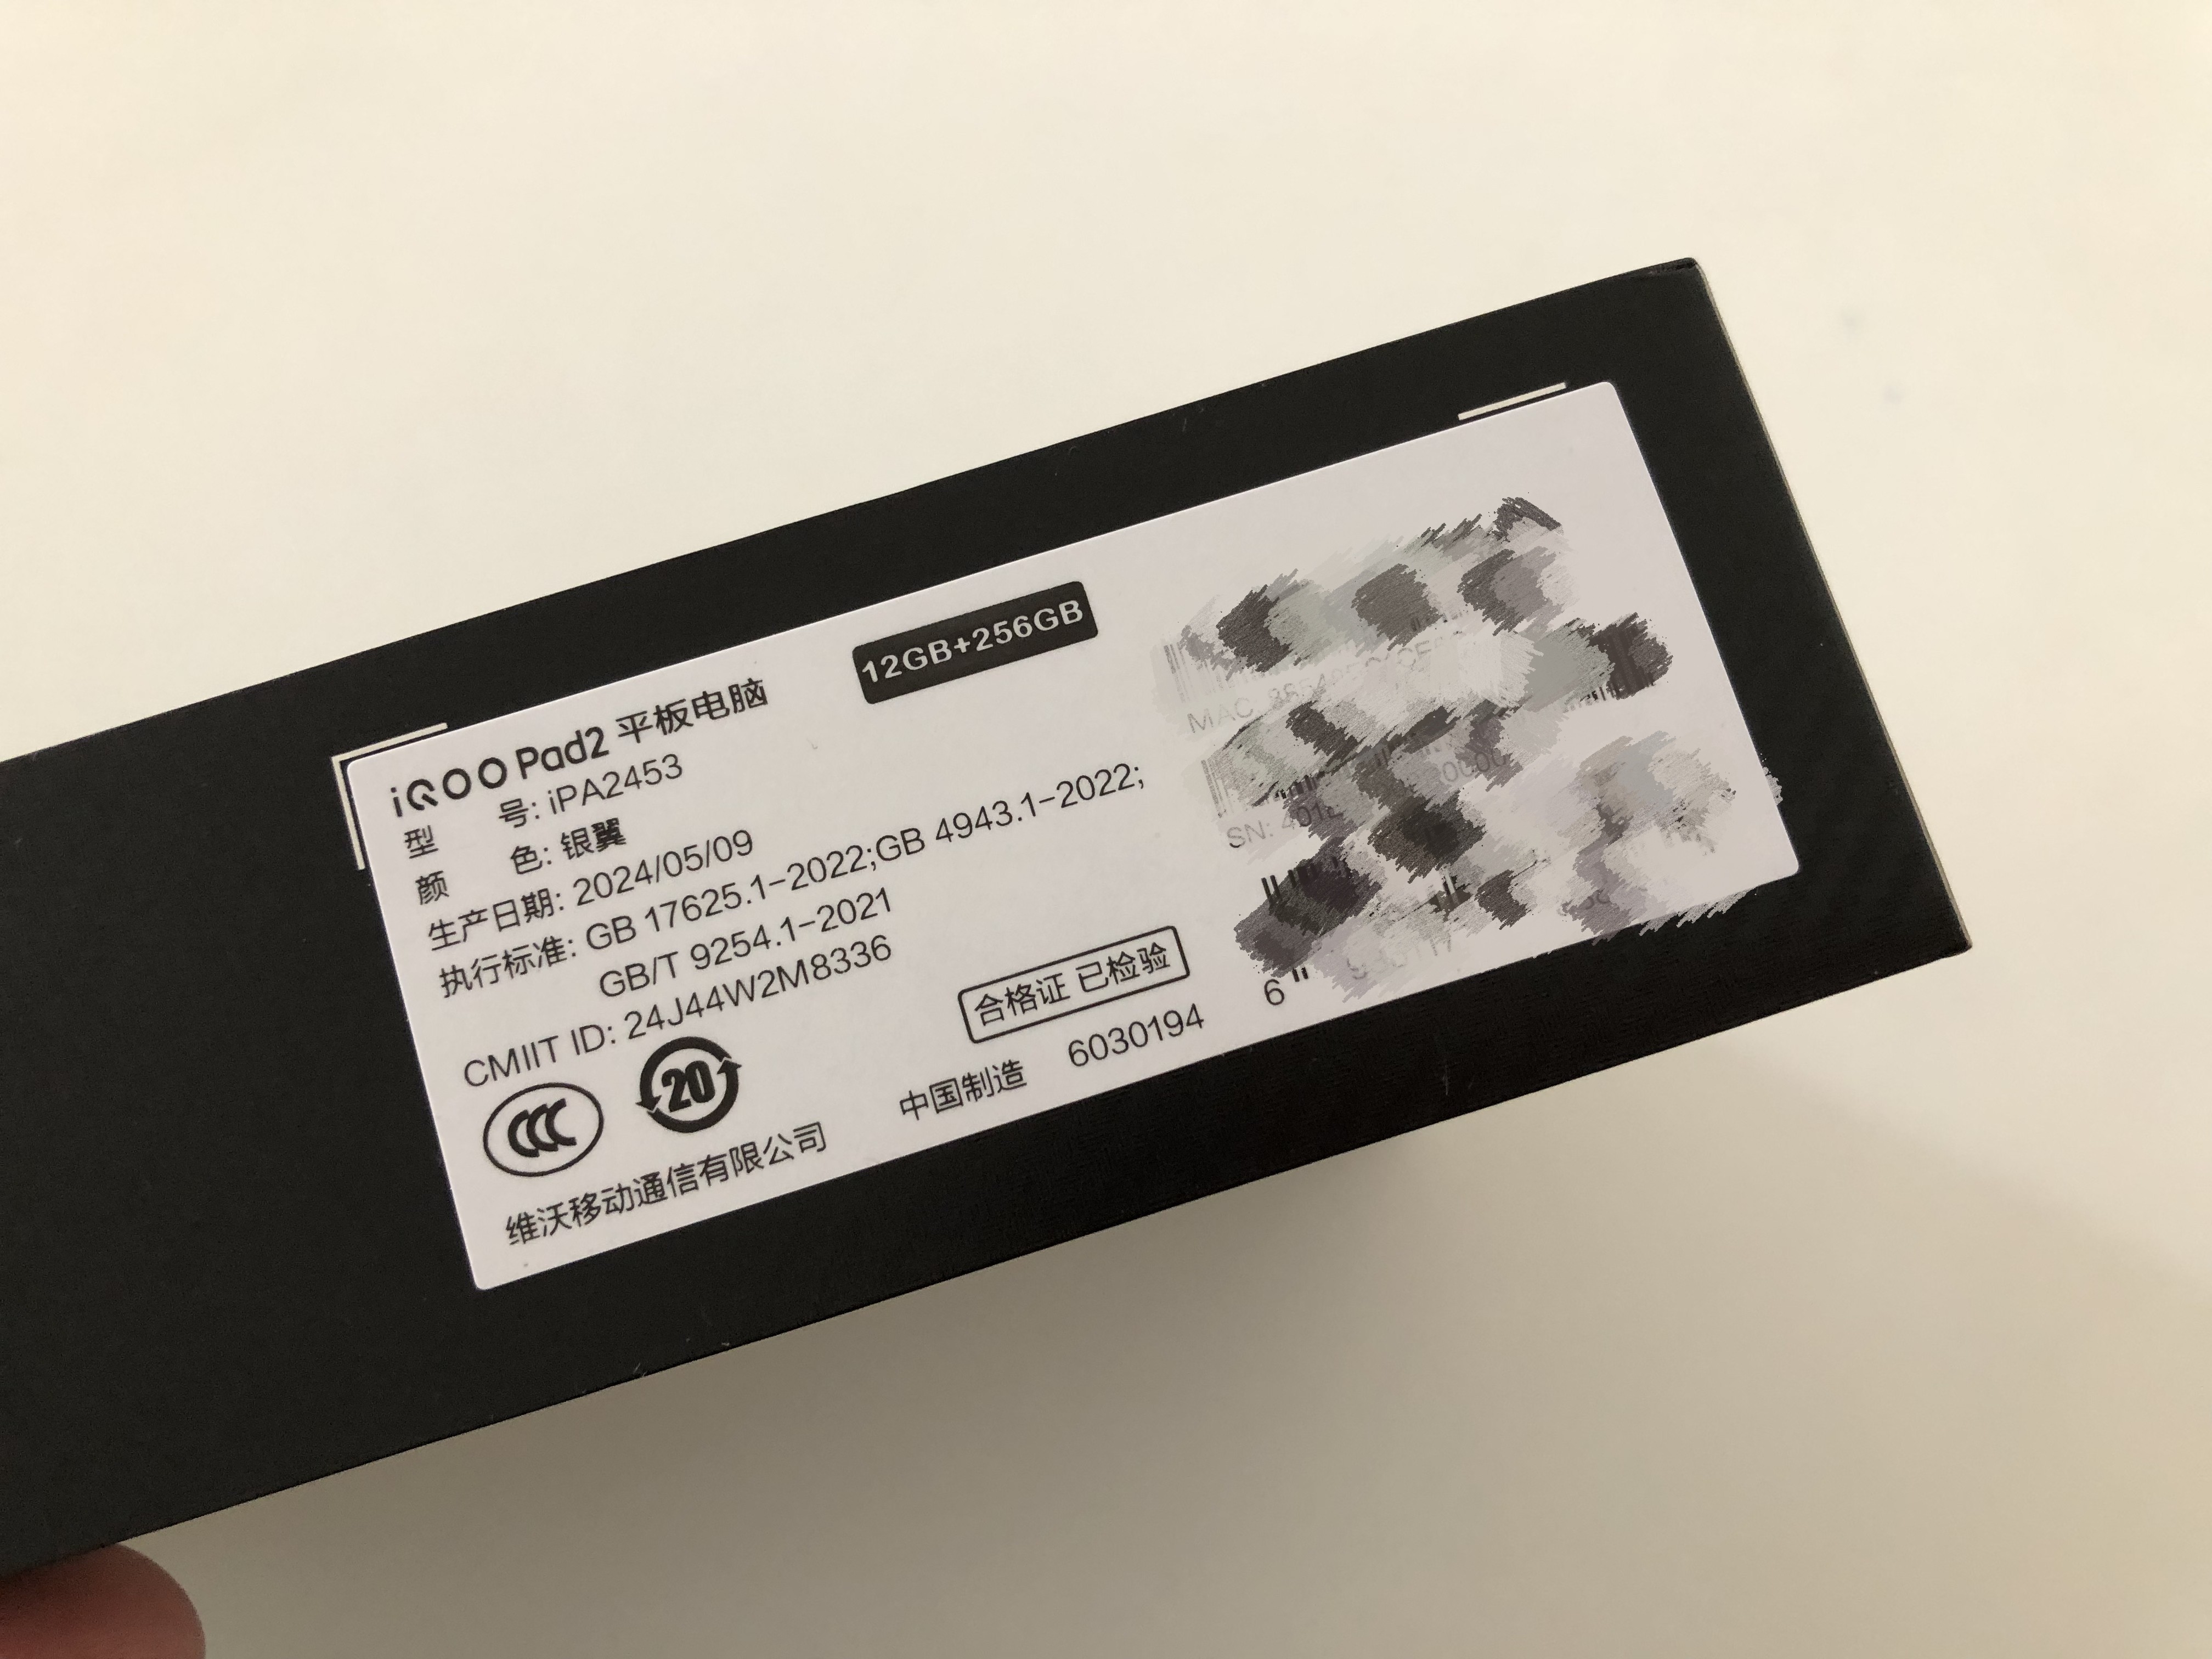 iQOO Pad2 平板电脑
12GB+256GB
型 号: iPA2453
颜 色: 银翼
生产日期: 2024/05/09
执行标准: GB 17625.1-2022;GB 4943.1-2022;
GB/T 9254.1-2021
CMIIT ID: 24J44W2M8336
CCC
20
合格证 已检验
维沃移动通信有限公司
中国制造 6030194
MAC
SN:
6